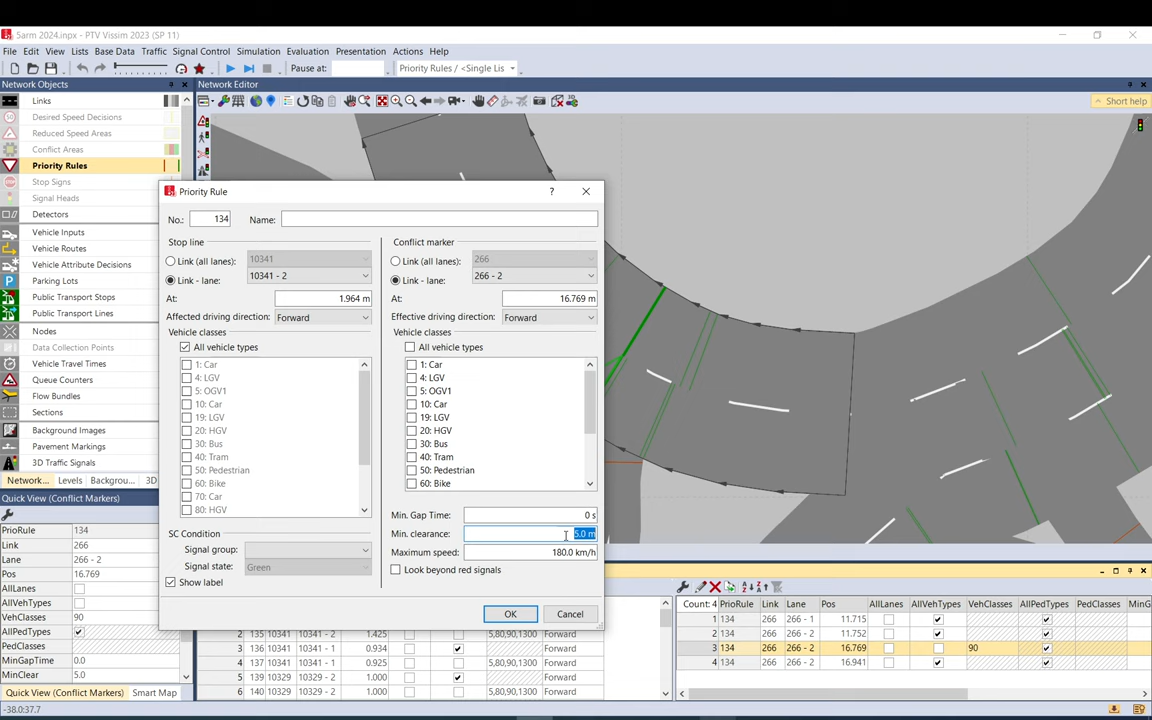 5arm 2024.inpx - PTV Vissim 2023 (SP 11)
File Edit View Lists Base Data Traffic Signal Control Simulation Evaluation Presentation Actions Help
Pause at: Priority Rules / <Single Lis
Network Objects
Network Editor
Short help
Links
Desired Speed Decisions
Reduced Speed Areas
Conflict Areas
Priority Rules
Stop Signs
Signal Heads
Detectors
Vehicle Inputs
Vehicle Routes
Vehicle Attribute Decisions
Parking Lots
Public Transport Stops
Public Transport Lines
Nodes
Data Collection Points
Vehicle Travel Times
Queue Counters
Flow Bundles
Sections
Background Images
Pavement Markings
3D Traffic Signals
Network... Levels Backgrou... 3D
Quick View (Conflict Markers)
PrioRule 134
Link 266
Lane 266 - 2
Pos 16.769
AllLanes
AllVehTypes
VehClasses 90
AllPedTypes
PedClasses
MinGapTime 0.0
MinClear 5.0
Quick View (Conflict Markers) Smart Map
-38.0:37.7
Priority Rule
? 
No.: 134 Name:
Stop line
Link (all lanes): 10341
Link - lane: 10341 - 2
At: 1.964 m
Affected driving direction: Forward
Vehicle classes
All vehicle types
1: Car
4: LGV
5: OGV1
10: Car
19: LGV
20: HGV
30: Bus
40: Tram
50: Pedestrian
60: Bike
70: Car
80: HGV
SC Condition
Signal group:
Signal state: Green
Show label
Conflict marker
Link (all lanes): 266
Link - lane: 266 - 2
At: 16.769 m
Effective driving direction: Forward
Vehicle classes
All vehicle types
1: Car
4: LGV
5: OGV1
10: Car
19: LGV
20: HGV
30: Bus
40: Tram
50: Pedestrian
60: Bike
Min. Gap Time: 0 s
Min. clearance: 5.0 m
Maximum speed: 180.0 km/h
Look beyond red signals
OK Cancel
2 135 10341 10341 - 2 1.425 5,80,90,1300 Forward
3 136 10341 10341 - 1 0.934 Forward
4 137 10341 10341 - 1 0.925 5,80,90,1300 Forward
5 139 10329 10329 - 2 1.000 Forward
6 140 10329 10329 - 2 1.000 5,80,90,1300 Forward
Count: 4 PrioRule Link Lane Pos AllLanes AllVehTypes VehClasses AllPedTypes PedClasses MinG
1 134 266 266 - 1 11.715
2 134 266 266 - 2 11.752
3 134 266 266 - 2 16.769 90
4 134 266 266 - 2 16.941